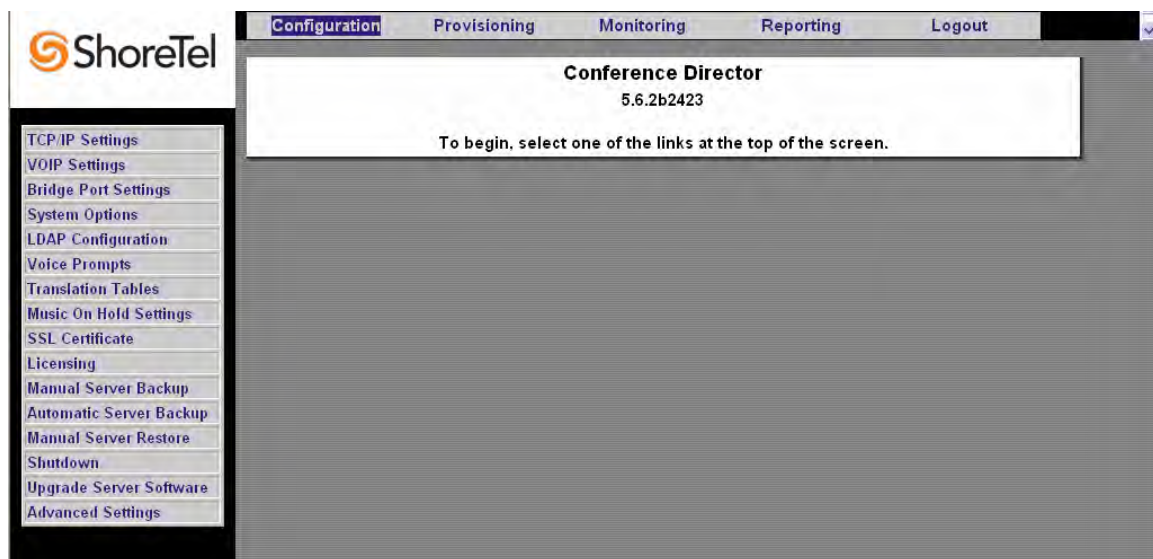 ShoreTel
Configuration Provisioning Monitoring Reporting Logout
Conference Director
5.6.2b2423
To begin, select one of the links at the top of the screen.
TCP/IP Settings
VOIP Settings
Bridge Port Settings
System Options
LDAP Configuration
Voice Prompts
Translation Tables
Music On Hold Settings
SSL Certificate
Licensing
Manual Server Backup
Automatic Server Backup
Manual Server Restore
Shutdown
Upgrade Server Software
Advanced Settings